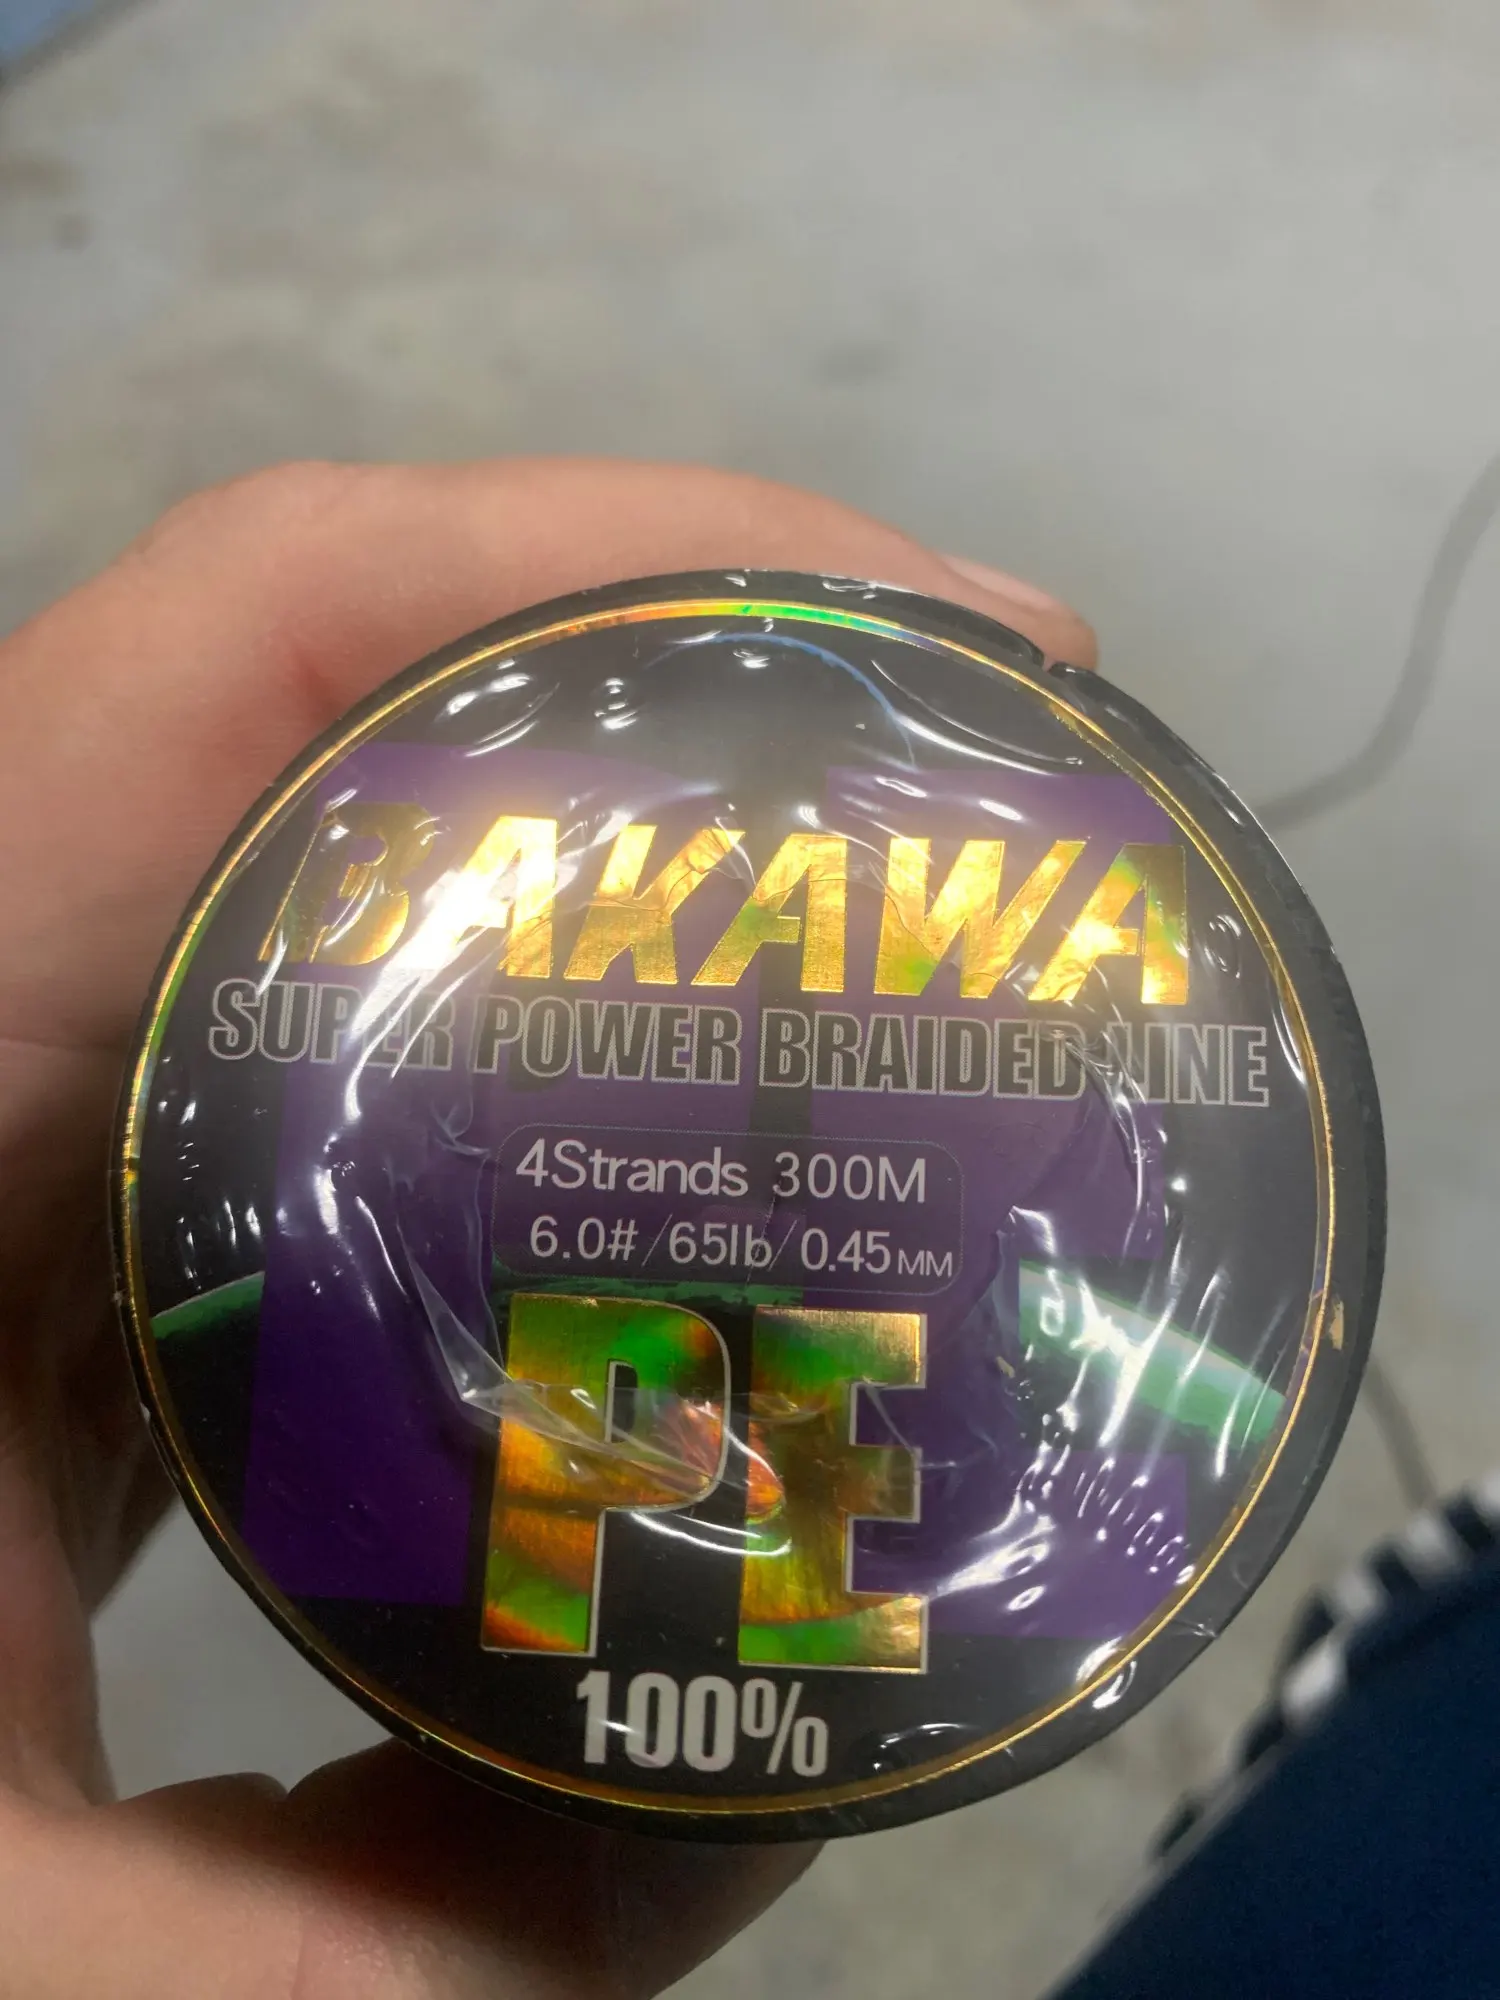 BAKAWA
SUPER POWER BRAIDED LINE
4Strands 300M
6.0#/65lb/0.45MM
PE
100%